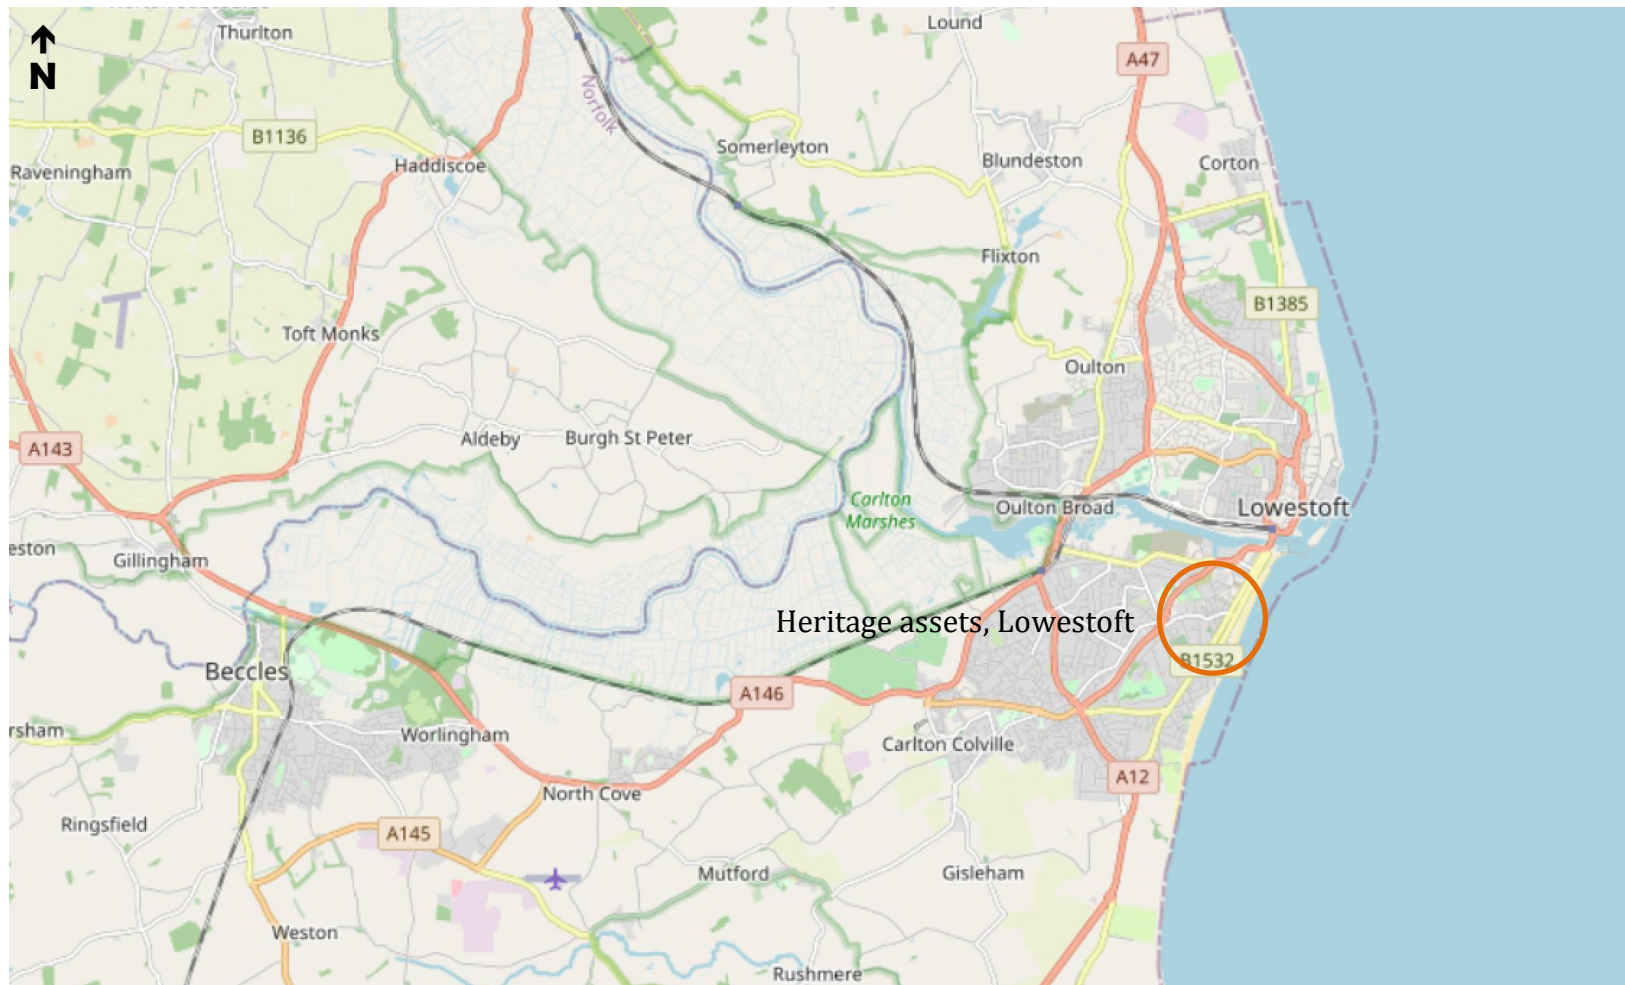 Thurlton
Lound
N
A47
Norfolk
B1136
Somerleyton
Haddiscoe
Blundeston
Corton
Raveningham
Flixton
B1385
Toft Monks
Oulton
A143
Aldeby
Burgh St Peter
Carlton
Marshes
Oulton Broad
Lowestoft
eston
Gillingham
Heritage assets, Lowestoft
B1532
Beccles
A146
rsham
Worlingham
Carlton Colville
A12
North Cove
Ringsfield
A145
Mutford
Gisleham
Weston
Rushmere